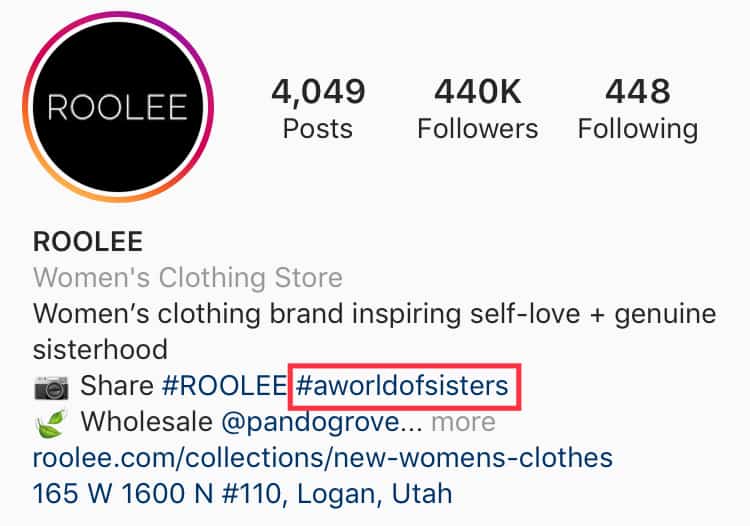 ROOLEE
4,049 440K 448
Posts Followers Following
ROOLEE
Women's Clothing Store
Women’s clothing brand inspiring self-love + genuine
sisterhood
📷 Share #ROOLEE #aworldofsisters
🍃 Wholesale @pandogrove... more
roolee.com/collections/new-womens-clothes
165 W 1600 N #110, Logan, Utah